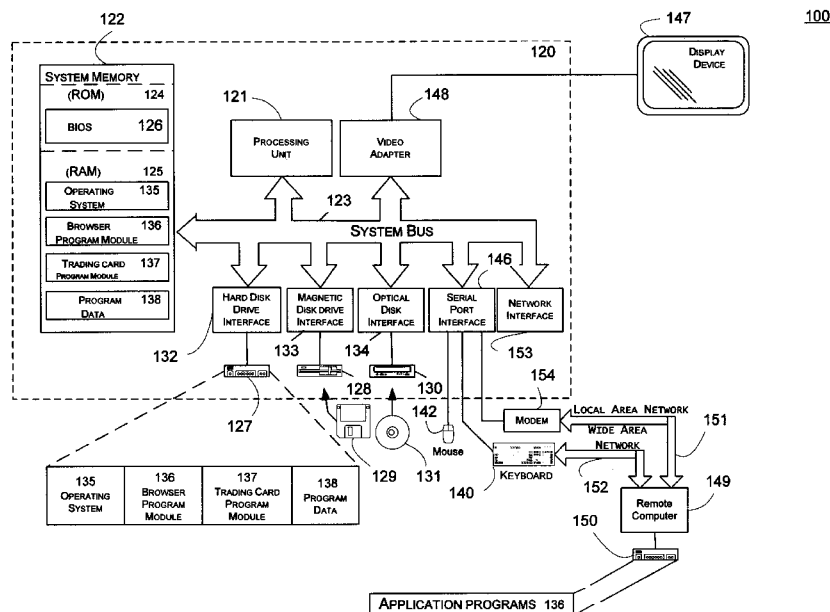 100
122
147
DISPLAY
DEVICE
120
SYSTEM MEMORY
(ROM) 124
BIOS 126
121
148
PROCESSING
UNIT
VIDEO
ADAPTER
(RAM) 125
OPERATING
SYSTEM 135
BROWSER
PROGRAM MODULE 136
TRADING CARD
PROGRAM MODULE 137
PROGRAM
DATA 138
123
SYSTEM BUS
146
HARD DISK
DRIVE
INTERFACE
MAGNETIC
DISK DRIVE
INTERFACE
OPTICAL
DISK
INTERFACE
SERIAL
PORT
INTERFACE
NETWORK
INTERFACE
132
133
134
153
127
128
130
142
Mouse
129
131
154
MODEM
LOCAL AREA NETWORK
WIDE AREA
NETWORK
151
152
140
KEYBOARD
149
Remote
Computer
150
135
OPERATING
SYSTEM
136
BROWSER
PROGRAM
MODULE
137
TRADING CARD
PROGRAM
MODULE
138
PROGRAM
DATA
APPLICATION PROGRAMS 136